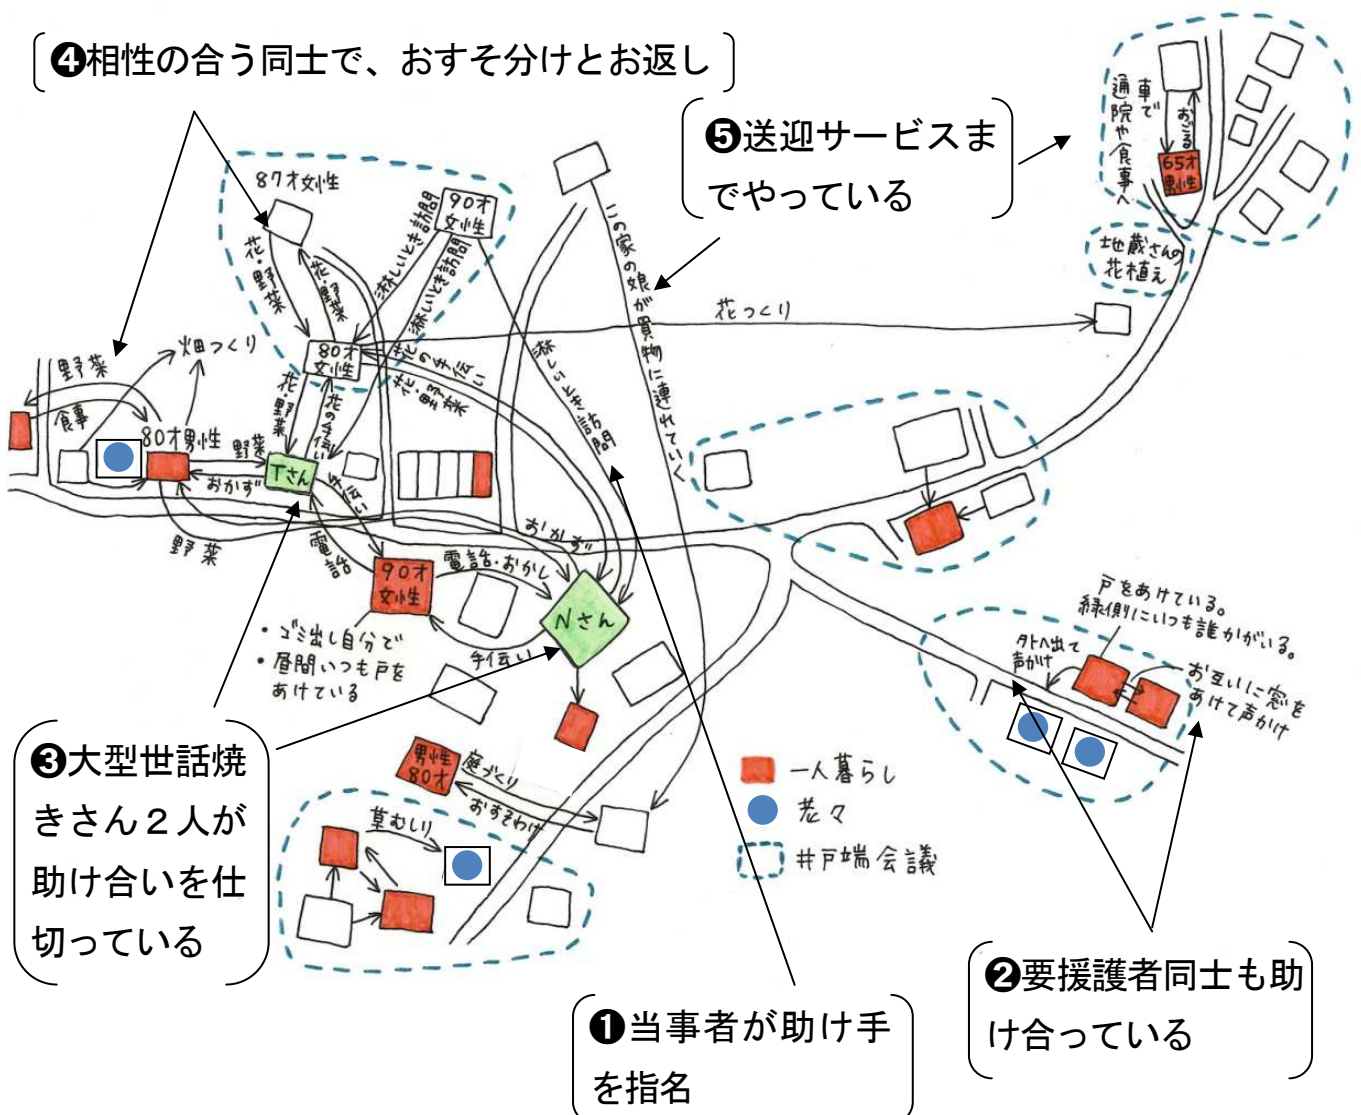 ❹相性の合う同士で、おすそ分けとお返し
❺送迎サービスま
でやっている
車で
通院や食事へ
おごる
65才
男性
地蔵さんの
花植え
87才女性
90才
女性
花・野菜
花・野菜
淋しいとき訪問
淋しいとき訪問
淋しいとき訪問
この家の娘が買物に連れていく
花つくり
80才
女性
花の手伝い
花・野菜
畑つくり
野菜
食事
80才男性
野菜
おかず
花・野菜
花の手伝い
Tさん
手伝い
野菜
電話
おかず
90才
女性
電話・おかし
Nさん
手伝い
・ゴミ出し自分で
・昼間いつも戸を
あけている
戸をあけている。
縁側にいつも誰かがいる。
外へ出て
声かけ
お互いに窓を
あけて声かけ
❸大型世話焼
きさん２人が
助け合いを仕
切っている
男性
80才
庭づくり
おすそわけ
草むしり
一人暮らし
老々
井戸端会議
❷要援護者同士も助
け合っている
❶当事者が助け手
を指名